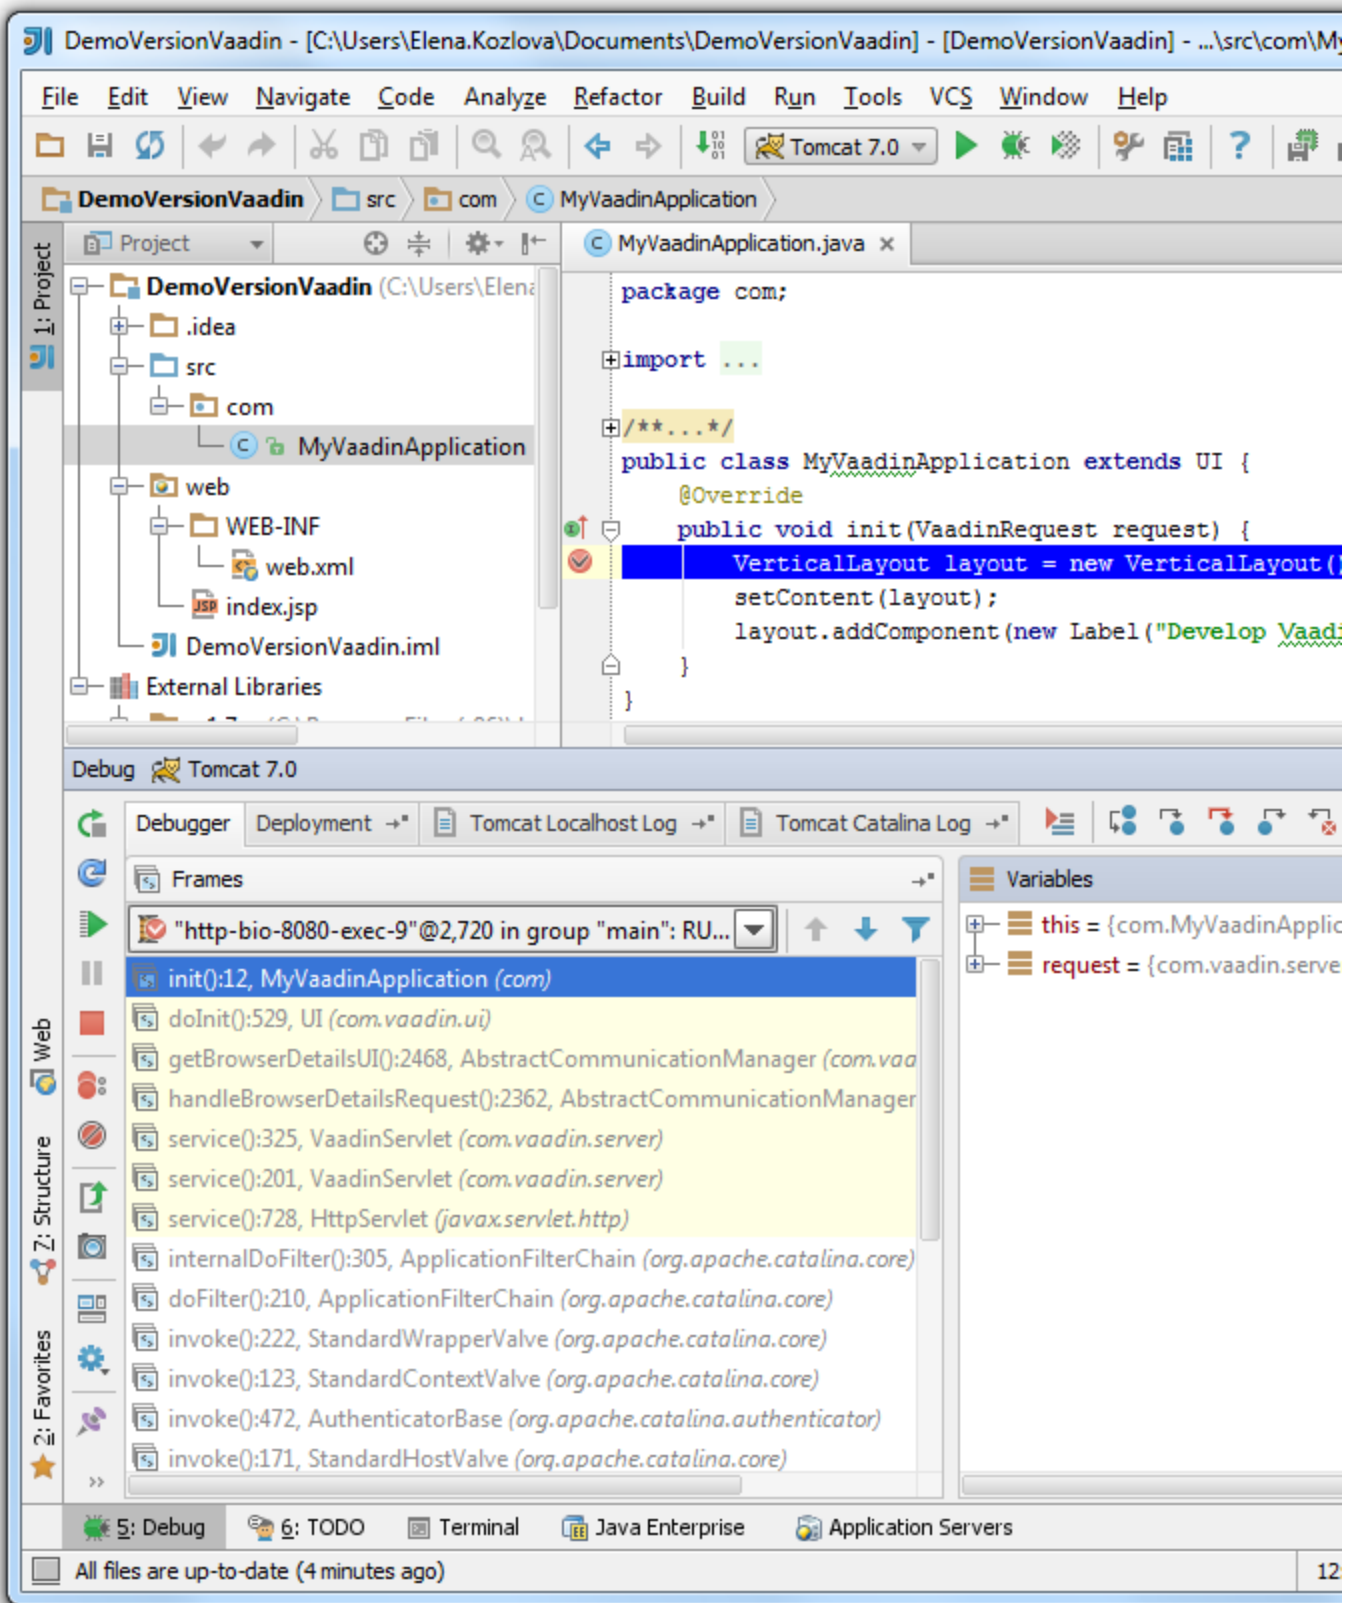 DemoVersionVaadin - [C:\Users\Elena.Kozlova\Documents\DemoVersionVaadin] - [DemoVersionVaadin] - ...\src\com\My
File Edit View Navigate Code Analyze Refactor Build Run Tools VCS Window Help
Tomcat 7.0
DemoVersionVaadin src com MyVaadinApplication
1: Project
Project
DemoVersionVaadin (C:\Users\Elena
.idea
src
com
MyVaadinApplication
web
WEB-INF
web.xml
index.jsp
DemoVersionVaadin.iml
External Libraries
MyVaadinApplication.java
package com;
import ...
/**...*/
public class MyVaadinApplication extends UI {
@Override
public void init(VaadinRequest request) {
VerticalLayout layout = new VerticalLayout()
setContent(layout);
layout.addComponent(new Label("Develop Vaadi
}
}
Debug Tomcat 7.0
Debugger Deployment Tomcat Localhost Log Tomcat Catalina Log
Frames
"http-bio-8080-exec-9"@2,720 in group "main": RU...
init():12, MyVaadinApplication (com)
doInit():529, UI (com.vaadin.ui)
getBrowserDetailsUI():2468, AbstractCommunicationManager (com.vaa
handleBrowserDetailsRequest():2362, AbstractCommunicationManager
service():325, VaadinServlet (com.vaadin.server)
service():201, VaadinServlet (com.vaadin.server)
service():728, HttpServlet (javax.servlet.http)
internalDoFilter():305, ApplicationFilterChain (org.apache.catalina.core)
doFilter():210, ApplicationFilterChain (org.apache.catalina.core)
invoke():222, StandardWrapperValve (org.apache.catalina.core)
invoke():123, StandardContextValve (org.apache.catalina.core)
invoke():472, AuthenticatorBase (org.apache.catalina.authenticator)
invoke():171, StandardHostValve (org.apache.catalina.core)
Variables
this = {com.MyVaadinApplic
request = {com.vaadin.serve
Web
7: Structure
2: Favorites
5: Debug 6: TODO Terminal Java Enterprise Application Servers
All files are up-to-date (4 minutes ago)
12: